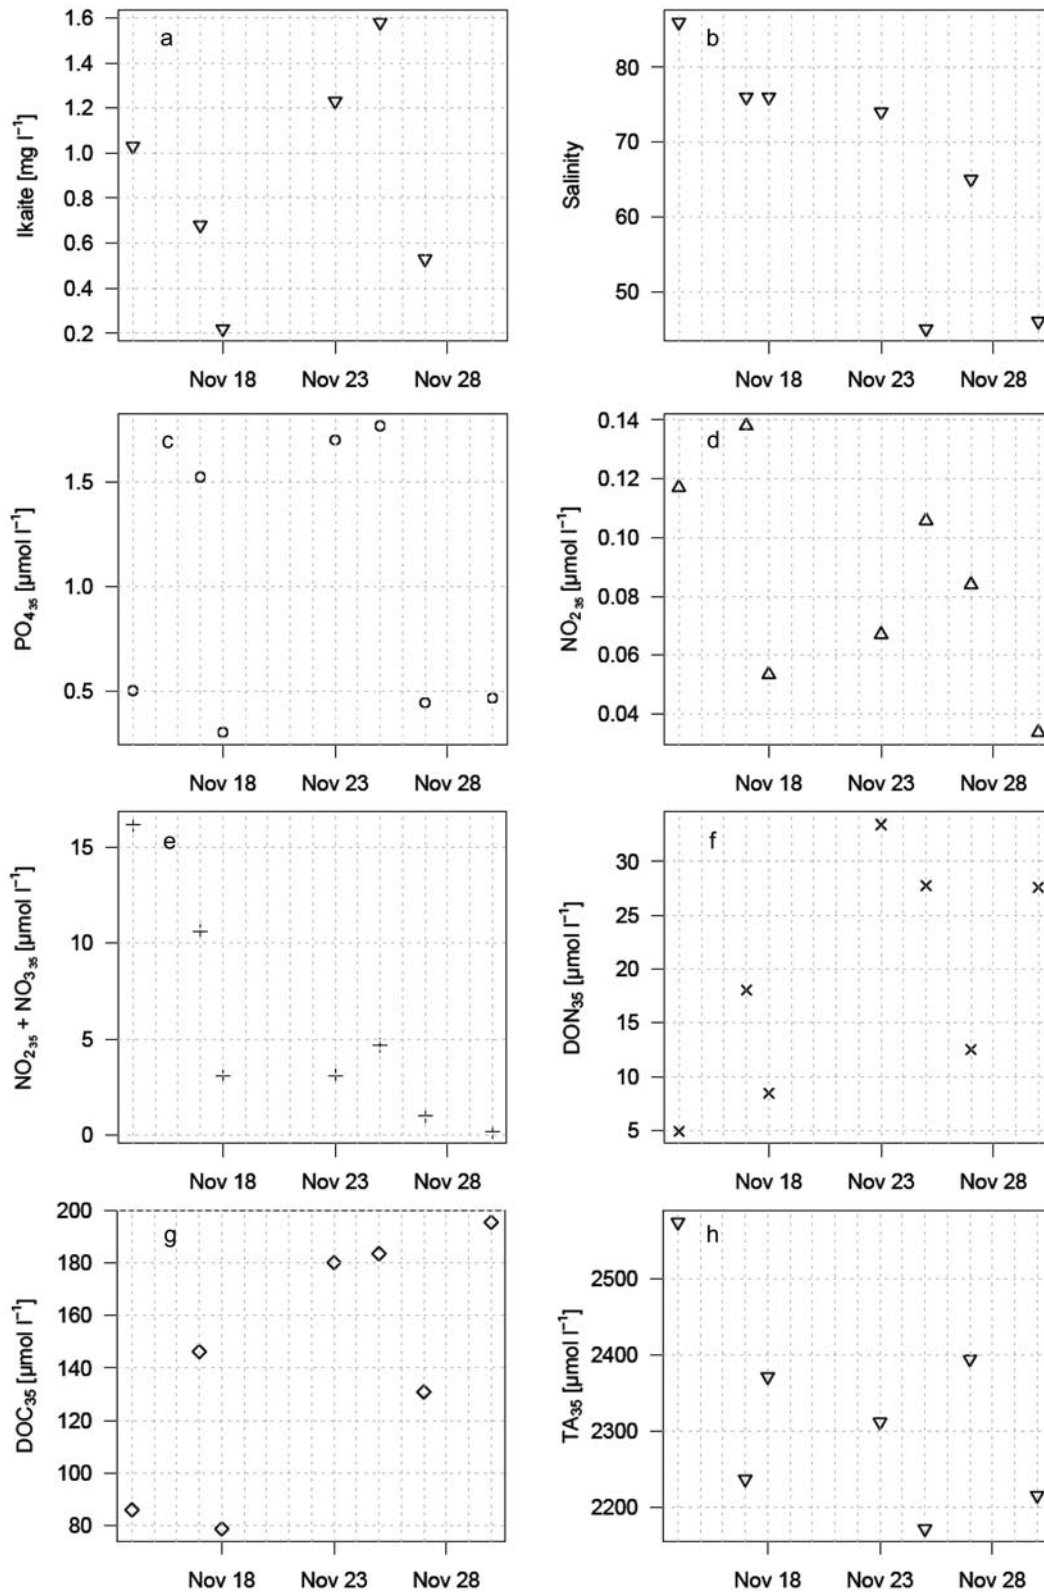 a
Ikaite [mg l⁻¹]
1.6
1.4
1.2
1.0
0.8
0.6
0.4
0.2
Nov 18 Nov 23 Nov 28
b
Salinity
80
70
60
50
Nov 18 Nov 23 Nov 28
c
PO₄₃₅ [µmol l⁻¹]
1.5
1.0
0.5
Nov 18 Nov 23 Nov 28
d
NO₂₃₅ [µmol l⁻¹]
0.14
0.12
0.10
0.08
0.06
0.04
Nov 18 Nov 23 Nov 28
e
NO₂₃₅ + NO₃₃₅ [µmol l⁻¹]
15
10
5
0
Nov 18 Nov 23 Nov 28
f
DON₃₅ [µmol l⁻¹]
30
25
20
15
10
5
Nov 18 Nov 23 Nov 28
g
DOC₃₅ [µmol l⁻¹]
200
180
160
140
120
100
80
Nov 18 Nov 23 Nov 28
h
TA₃₅ [µmol l⁻¹]
2500
2400
2300
2200
Nov 18 Nov 23 Nov 28